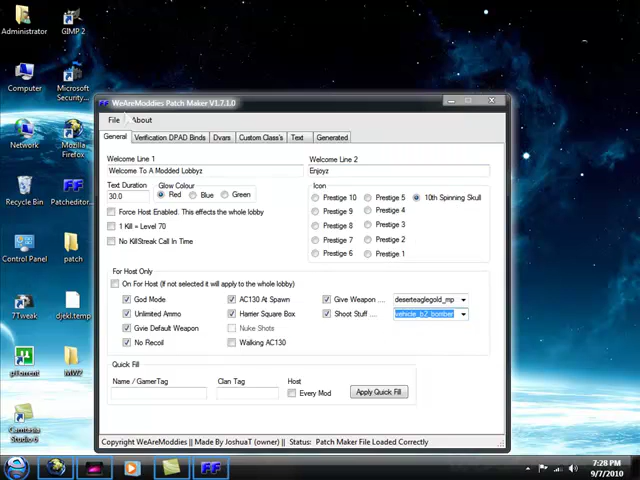 Administrator
GIMP 2
Computer
Microsoft Security...
Network
Mozilla Firefox
Recycle Bin
Patcheditor...
Control Panel
patch
7Tweak
djekl.temp
µTorrent
MW2
Camtasia Studio 6
WeAreModdies Patch Maker V1.7.1.0
File
About
General
Verification DPAD Binds
Dvars
Custom Class's
Text
Generated
Welcome Line 1
Welcome Line 2
Welcome To A Modded Lobbyz
Enjoyz
Text Duration
30.0
Glow Colour
Red
Blue
Green
Icon
Prestige 10
Prestige 5
10th Spinning Skull
Prestige 9
Prestige 4
Prestige 8
Prestige 3
Prestige 7
Prestige 2
Prestige 6
Prestige 1
Force Host Enabled. This effects the whole lobby
1 Kill = Level 70
No KillStreak Call In Time
For Host Only
On For Host (If not selected it will apply to the whole lobby)
God Mode
AC130 At Spawn
Give Weapon ....
deserteaglegold_mp
Unlimited Ammo
Harrier Square Box
Shoot Stuff ....
vehicle_b2_bomber
Gvie Default Weapon
Nuke Shots
No Recoil
Walking AC130
Quick Fill
Name / GamerTag
Clan Tag
Host
Every Mod
Apply Quick Fill
Copyright WeAreModdies || Made By JoshuaT (owner) || Status: Patch Maker File Loaded Correctly
7:28 PM
9/7/2010